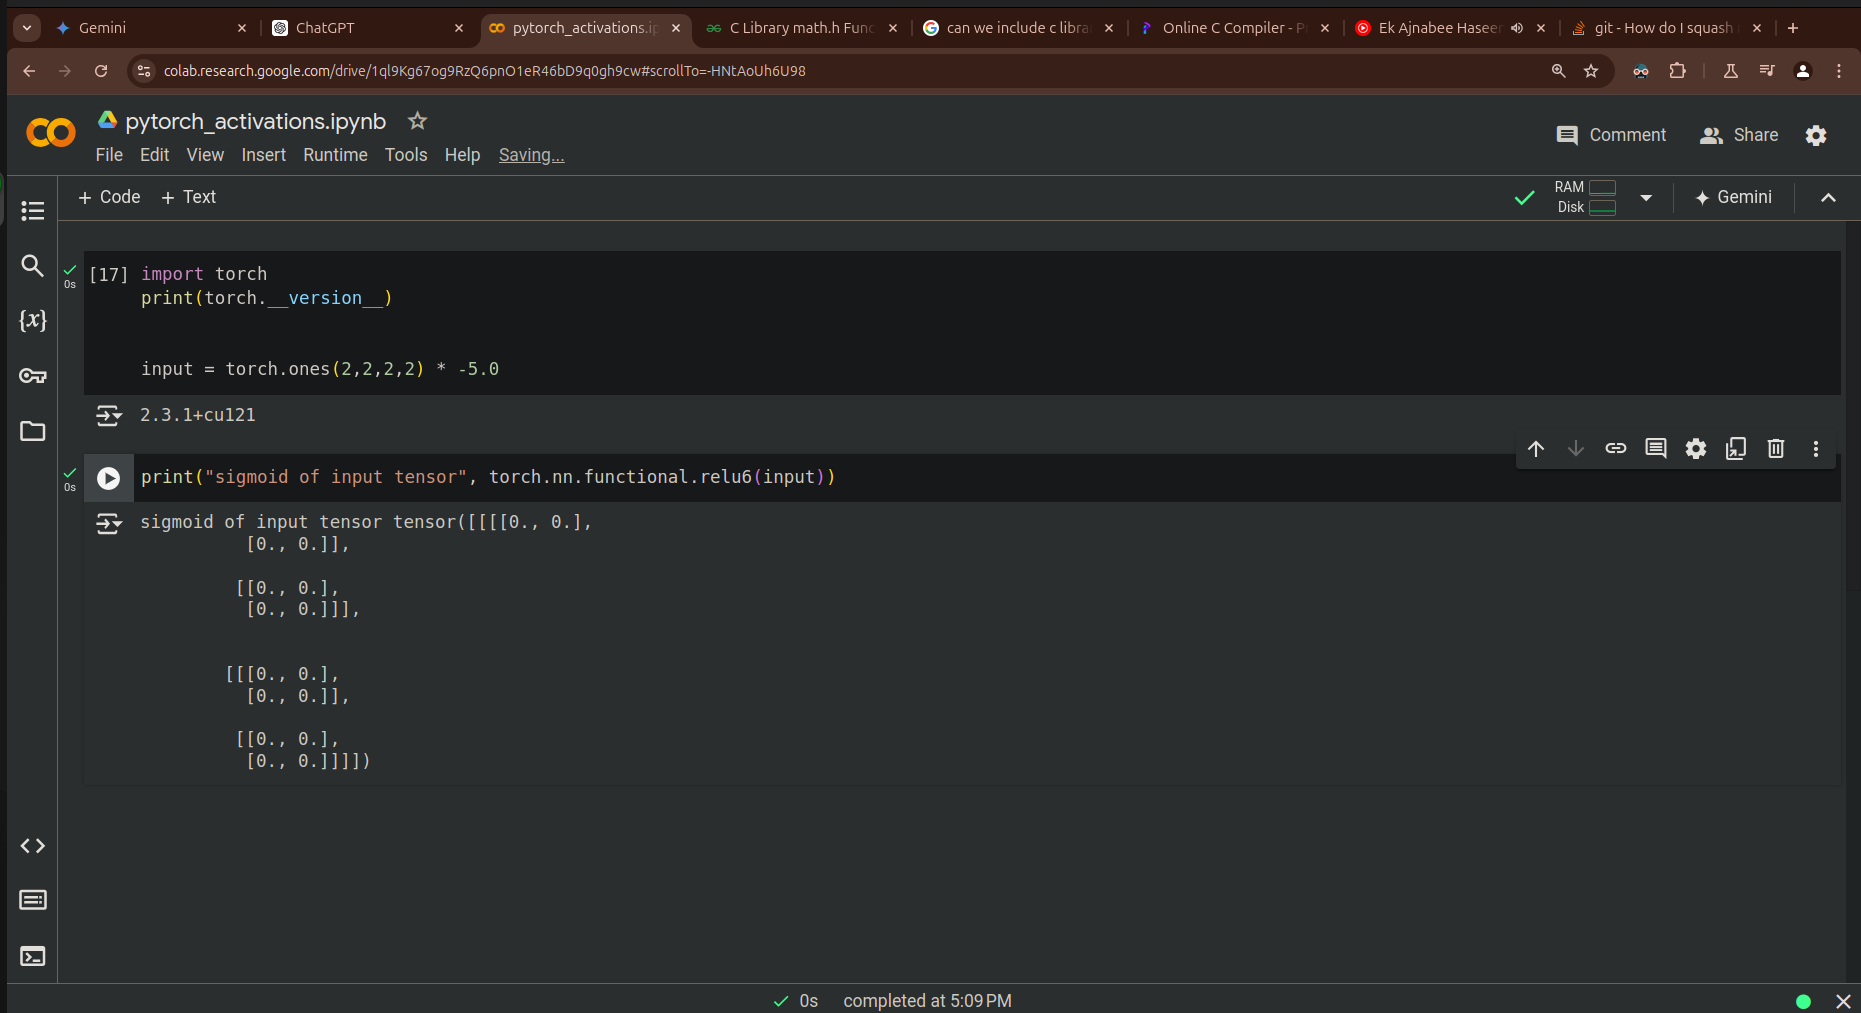 Gemini
ChatGPT
pytorch_activations.ip
C Library math.h Func
can we include c libra
Online C Compiler - P
Ek Ajnabee Haseen
git - How do I squash
colab.research.google.com/drive/1ql9Kg67og9RzQ6pnO1eR46bD9q0gh9cw#scrollTo=-HNtAoUh6U98
pytorch_activations.ipynb
Comment
Share
File Edit View Insert Runtime Tools Help Saving...
+ Code + Text
RAM
Disk
Gemini
[17] import torch
0s
print(torch.__version__)
input = torch.ones(2,2,2,2) * -5.0
2.3.1+cu121
print("sigmoid of input tensor", torch.nn.functional.relu6(input))
0s
sigmoid of input tensor tensor([[[[0., 0.],
[0., 0.]],
[[0., 0.],
[0., 0.]]],
[[[0., 0.],
[0., 0.]],
[[0., 0.],
[0., 0.]]]])
0s completed at 5:09 PM